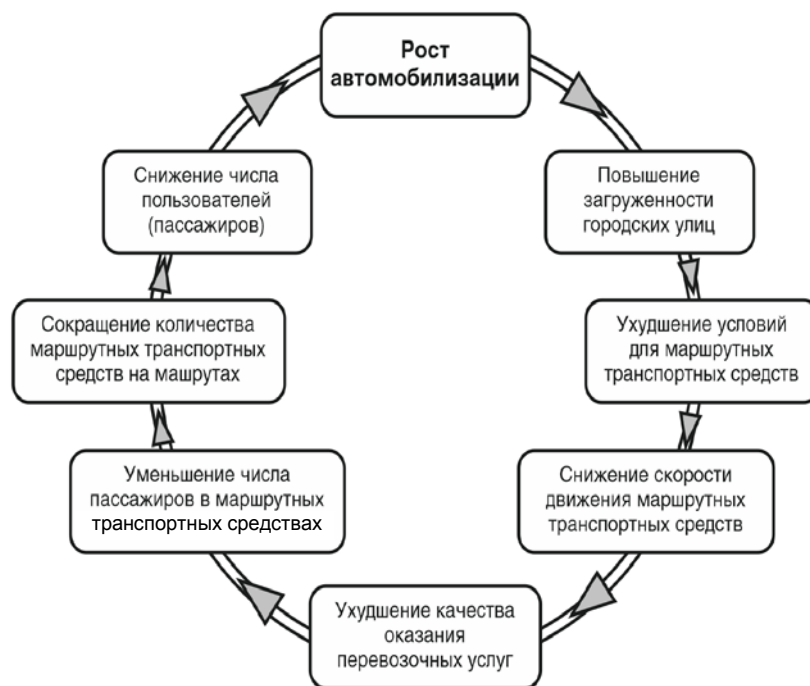 Рост
автомобилизации
Повышение
загруженности
городских улиц
Ухудшение условий
для маршрутных
транспортных средств
Снижение скорости
движения маршрутных
транспортных средств
Ухудшение качества
оказания
перевозочных услуг
Уменьшение числа
пассажиров в маршрутных
транспортных средствах
Сокращение количества
маршрутных транспортных
средств на машрутах
Снижение числа
пользователей
(пассажиров)